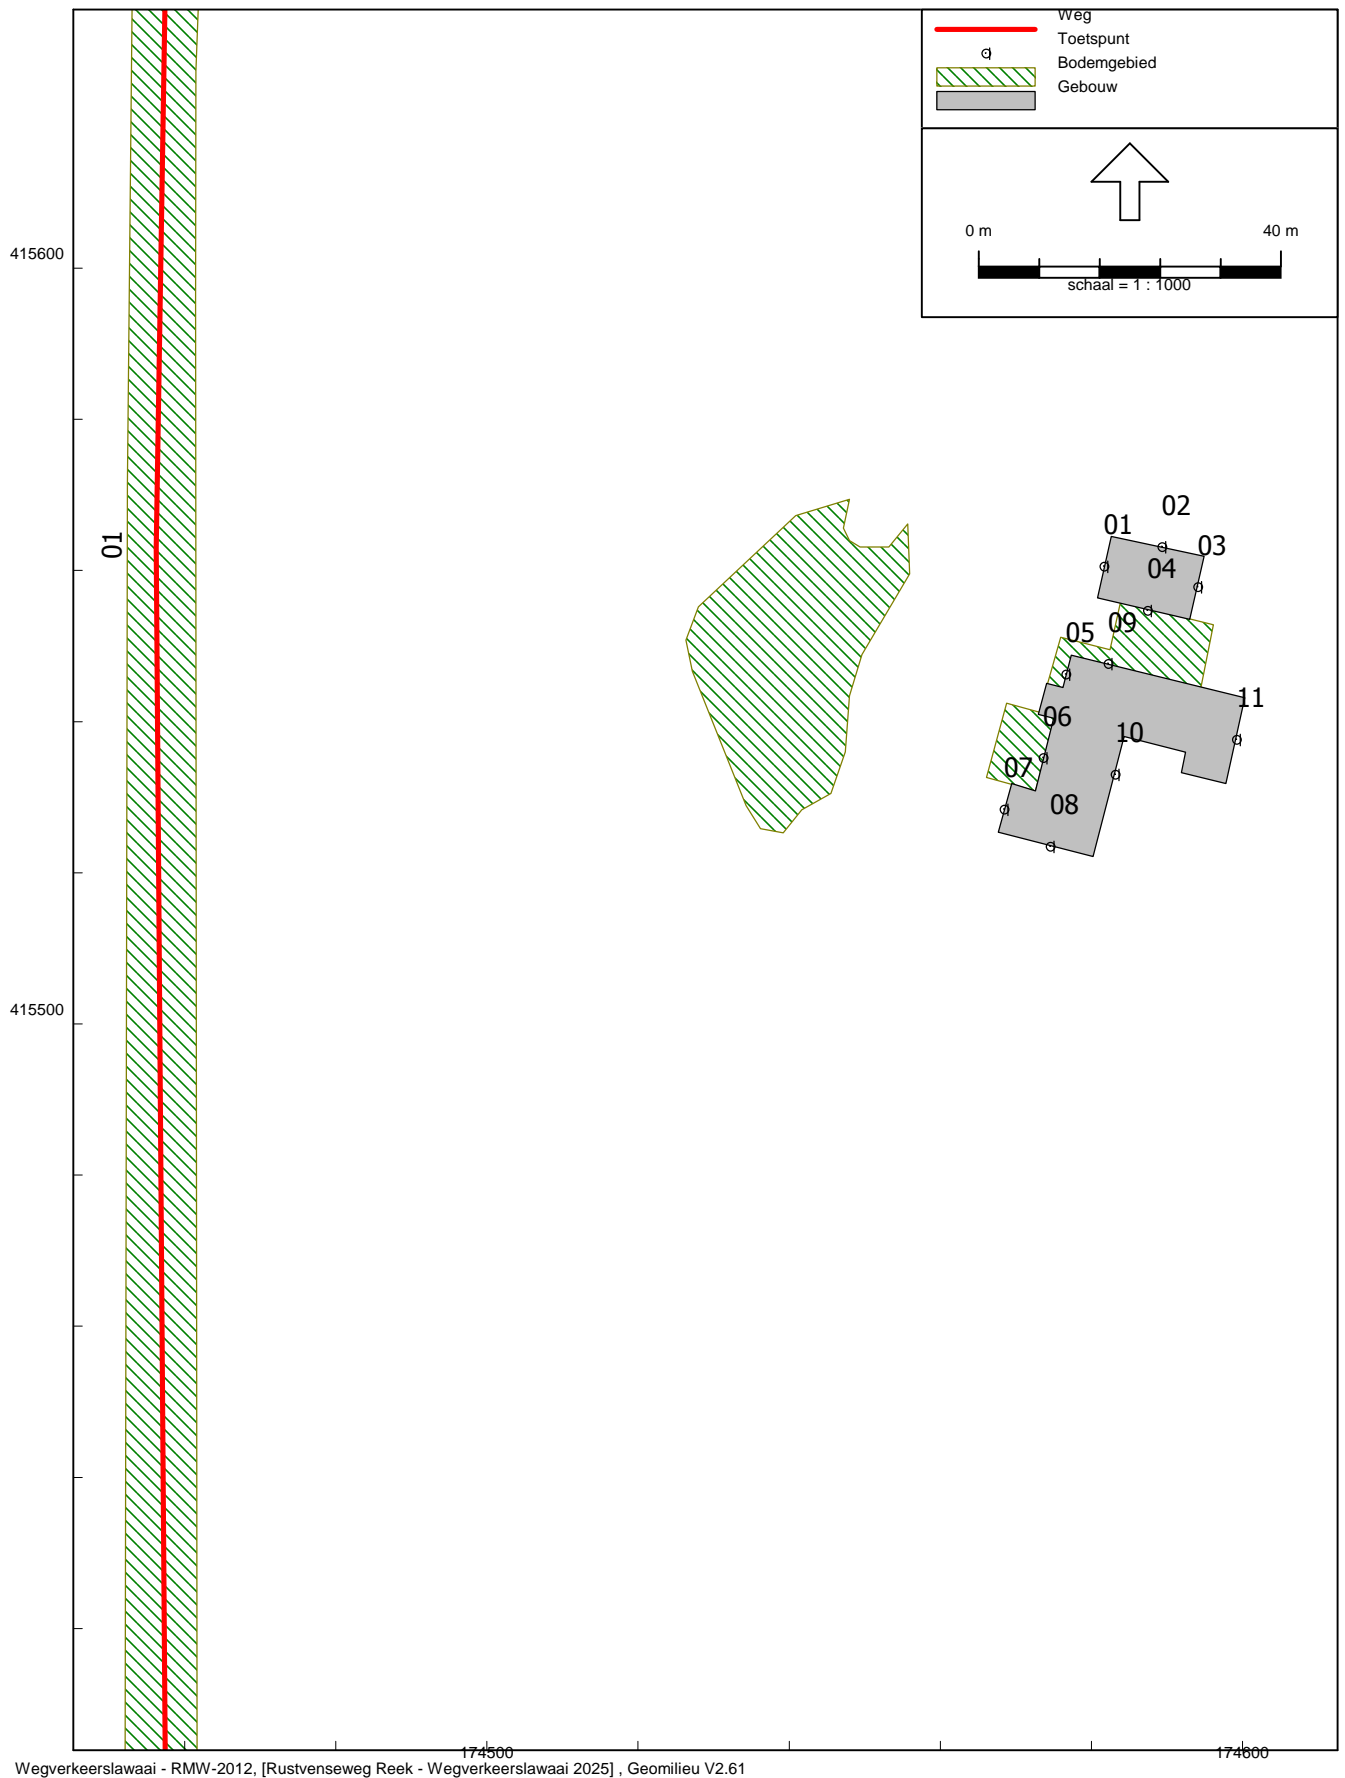 Weg
Toetspunt
Bodemgebied
Gebouw
0 m
40 m
schaal = 1 : 1000
415600
02
01
03
01
04
09
05
11
06
10
07
08
415500
174500
174600
Wegverkeerslawaai - RMW-2012, [Rustvenseweg Reek - Wegverkeerslawaai 2025] , Geomilieu V2.61